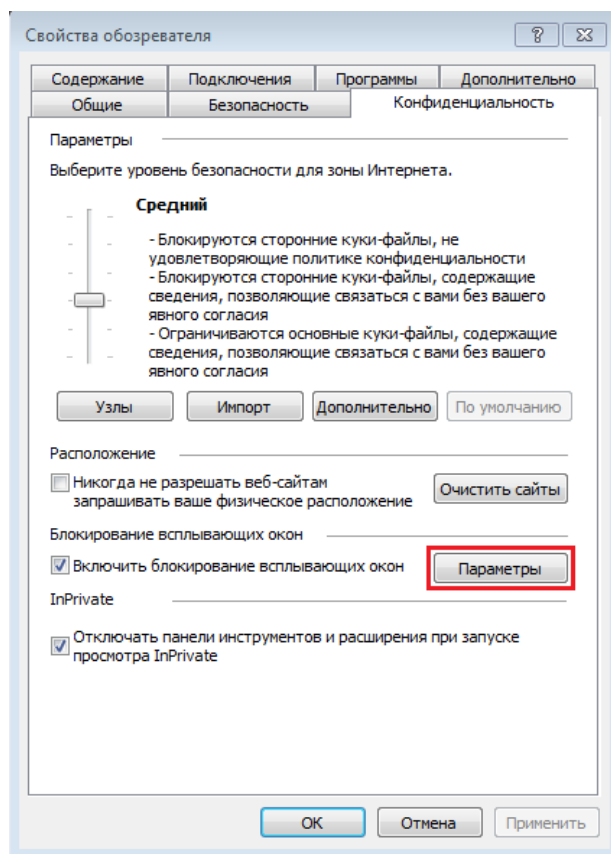 Свойства обозревателя
Содержание Подключения Программы Дополнительно
Общие Безопасность Конфиденциальность
Параметры
Выберите уровень безопасности для зоны Интернета.
Средний
- Блокируются сторонние куки-файлы, не
удовлетворяющие политике конфиденциальности
- Блокируются сторонние куки-файлы, содержащие
сведения, позволяющие связаться с вами без вашего
явного согласия
- Ограничиваются основные куки-файлы, содержащие
сведения, позволяющие связаться с вами без вашего
явного согласия
Узлы Импорт Дополнительно По умолчанию
Расположение
Никогда не разрешать веб-сайтам
запрашивать ваше физическое расположение Очистить сайты
Блокирование всплывающих окон
Включить блокирование всплывающих окон Параметры
InPrivate
Отключать панели инструментов и расширения при запуске
просмотра InPrivate
OK Отмена Применить